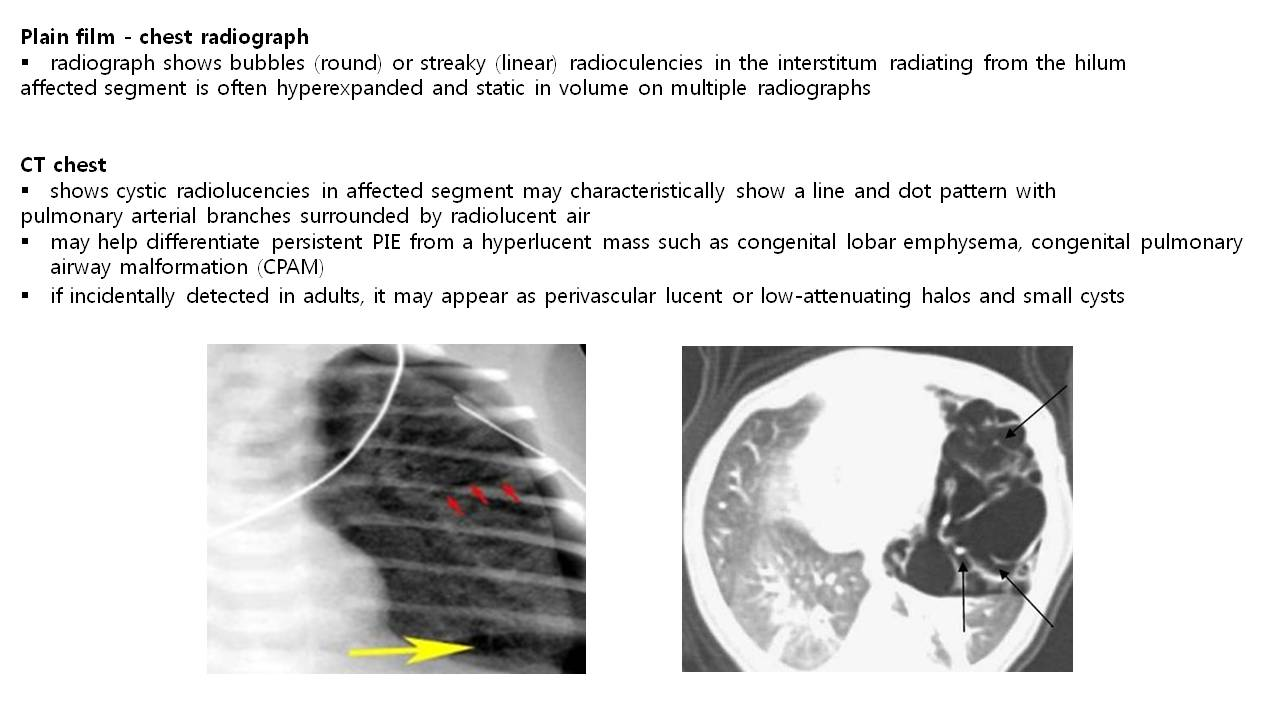 Plain film - chest radiograph
▪ radiograph shows bubbles (round) or streaky (linear) radioculencies in the interstitum radiating from the hilum
affected segment is often hyperexpanded and static in volume on multiple radiographs
CT chest
▪ shows cystic radiolucencies in affected segment may characteristically show a line and dot pattern with
pulmonary arterial branches surrounded by radiolucent air
▪ may help differentiate persistent PIE from a hyperlucent mass such as congenital lobar emphysema, congenital pulmonary
airway malformation (CPAM)
▪ if incidentally detected in adults, it may appear as perivascular lucent or low-attenuating halos and small cysts